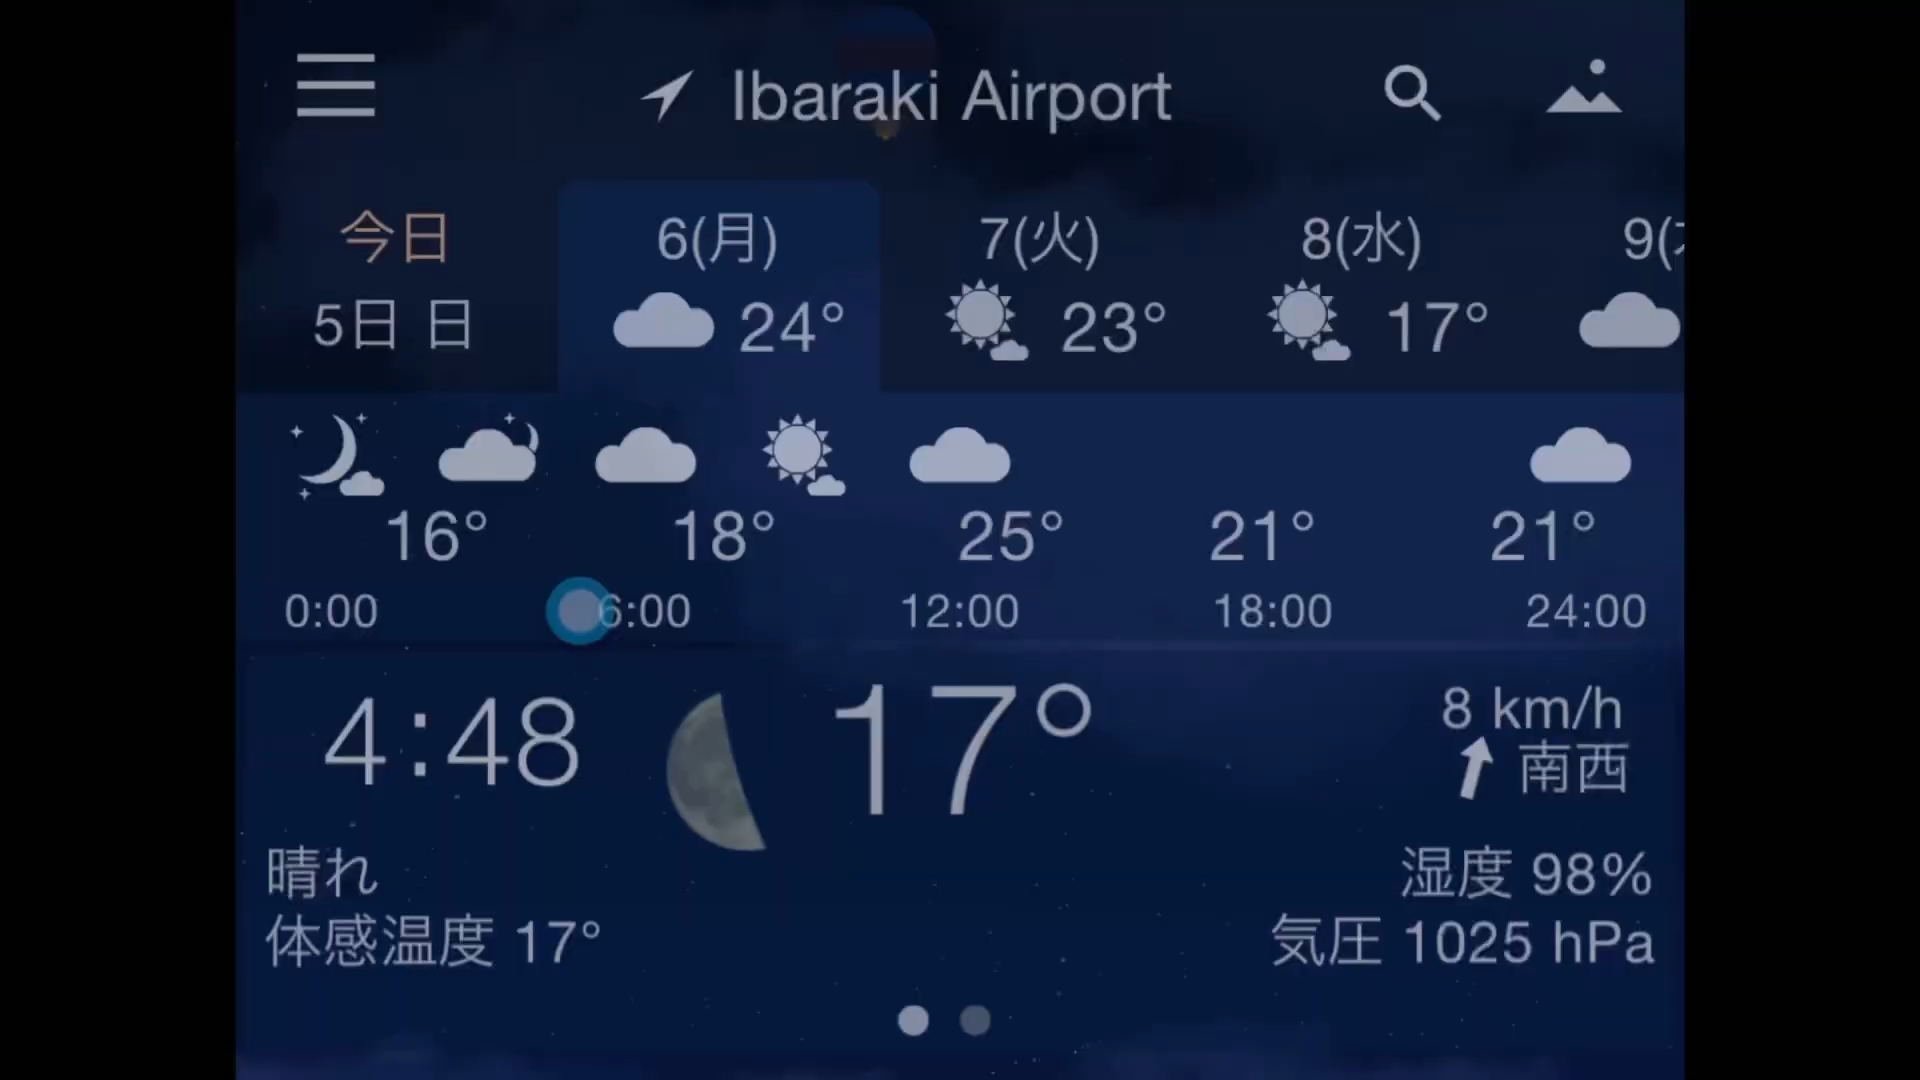 Ibaraki Airport
今日 6(月) 7(火) 8(水) 9(
5日 日 24° 23° 17°
16° 18° 25° 21° 21°
0:00 6:00 12:00 18:00 24:00
4:48 17° 8 km/h
南西
晴れ 湿度 98%
体感温度 17° 気圧 1025 hPa